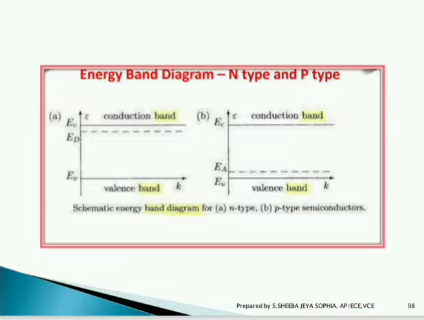 Energy Band Diagram – N type and P type
(a) ε conduction band (b) ε conduction band
E_c E_c
E_D
E_A
E_v E_v
valence band k valence band k
Schematic energy band diagram for (a) n-type, (b) p-type semiconductors.
Prepared by S.SHEEBA JEYA SOPHIA, AP/ECE,VCE 98